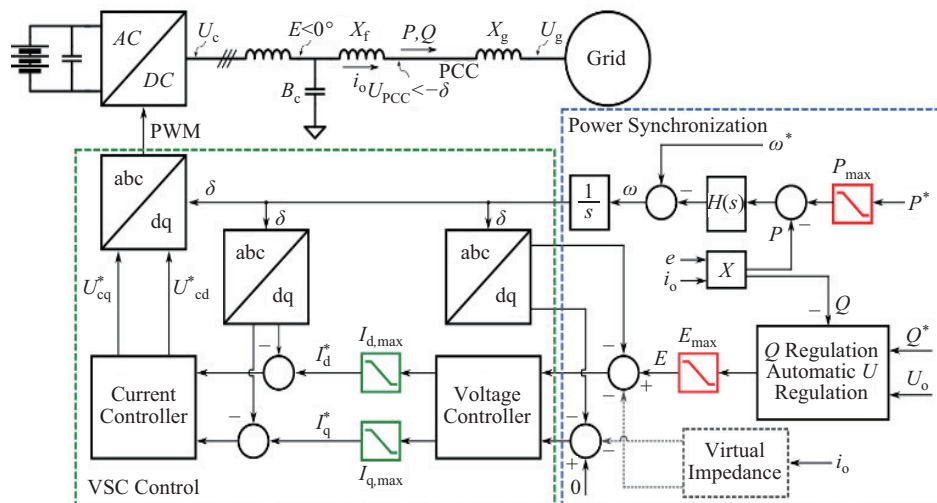 AC
DC
U_c
E<0°
X_f
P,Q
X_g
U_g
Grid
PCC
B_c
i_o
U_PCC<−δ
PWM
Power Synchronization
abc
dq
δ
1/s
ω
ω*
−
H(s)
P_max
P*
−
P
δ
δ
abc
dq
abc
dq
e
i_o
X
U*_cq
U*_cd
Q
−
Current
Controller
−
I*_d
I_d,max
Voltage
Controller
−
−
+
E
E_max
Q Regulation
Automatic U
Regulation
Q*
U_o
−
I*_q
I_q,max
−
−
+
0
Virtual
Impedance
i_o
VSC Control